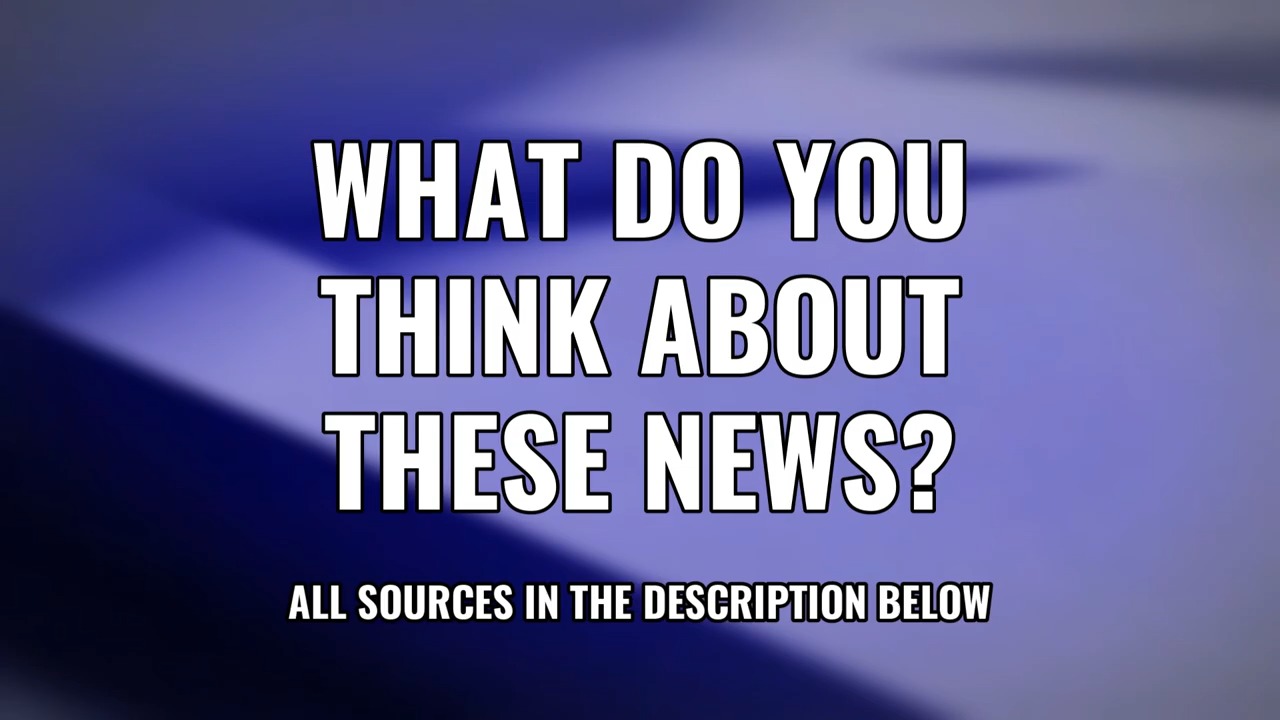 WHAT DO YOU
THINK ABOUT
THESE NEWS?
ALL SOURCES IN THE DESCRIPTION BELOW